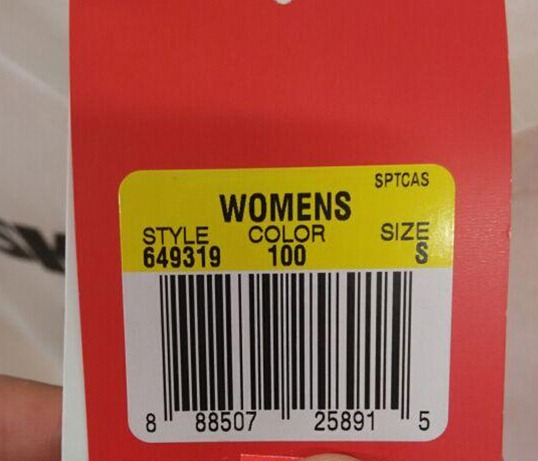 SPTCAS
WOMENS
STYLE COLOR SIZE
649319 100 S
8 88507 25891 5